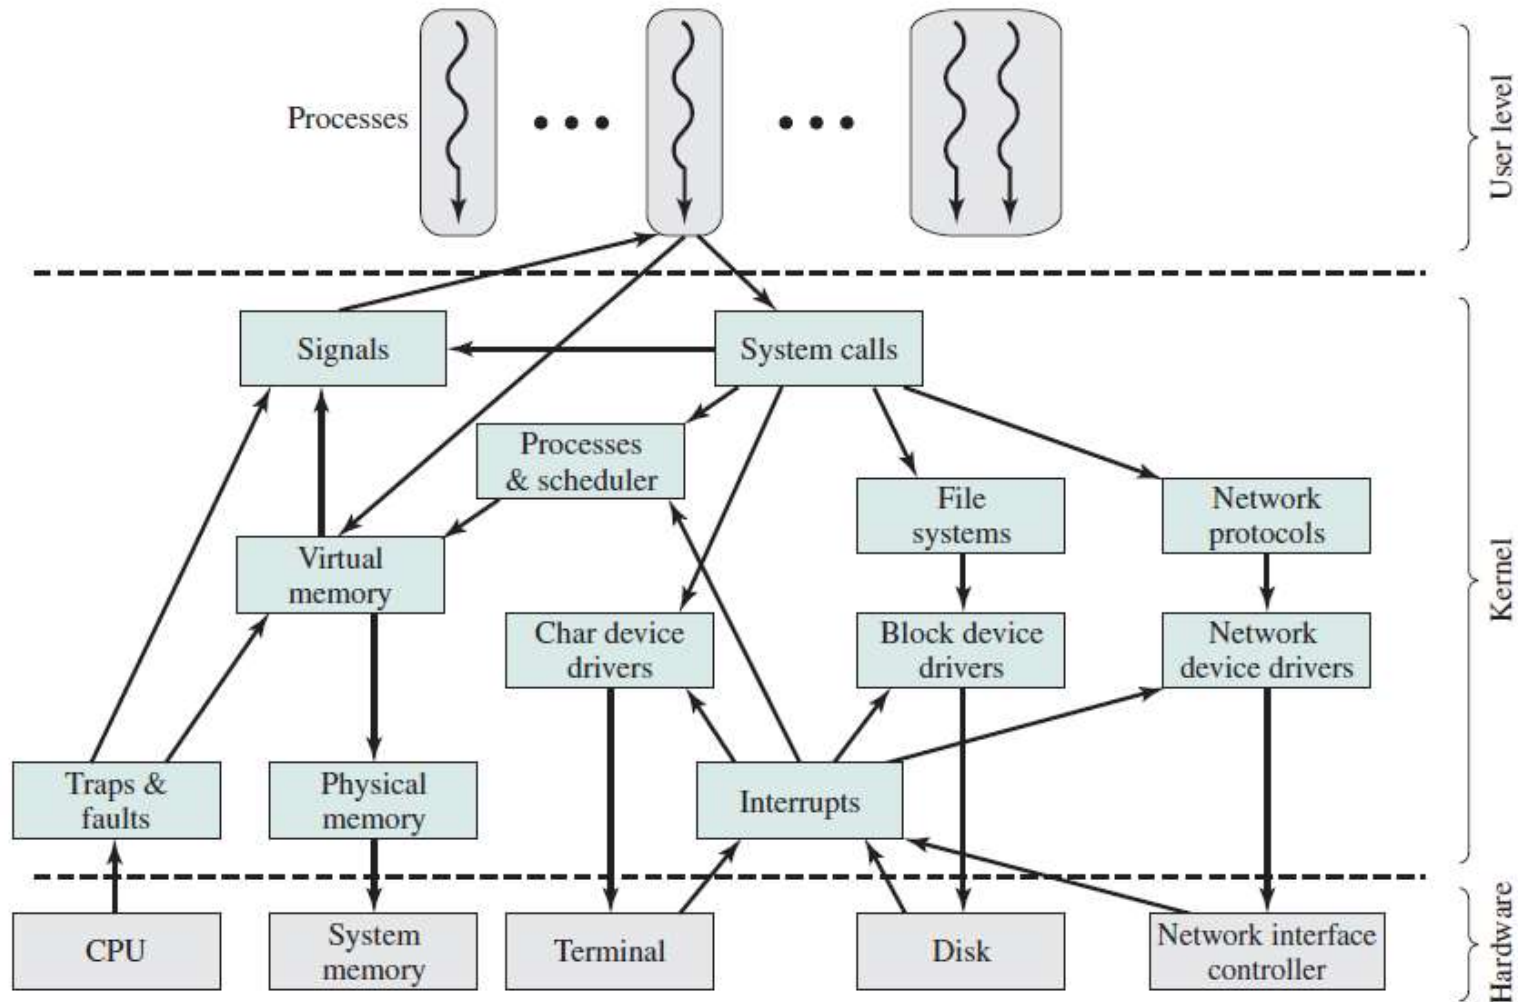 Processes
User level
Signals
System calls
Processes
& scheduler
File
systems
Network
protocols
Virtual
memory
Kernel
Char device
drivers
Block device
drivers
Network
device drivers
Traps &
faults
Physical
memory
Interrupts
CPU
System
memory
Terminal
Disk
Network interface
controller
Hardware